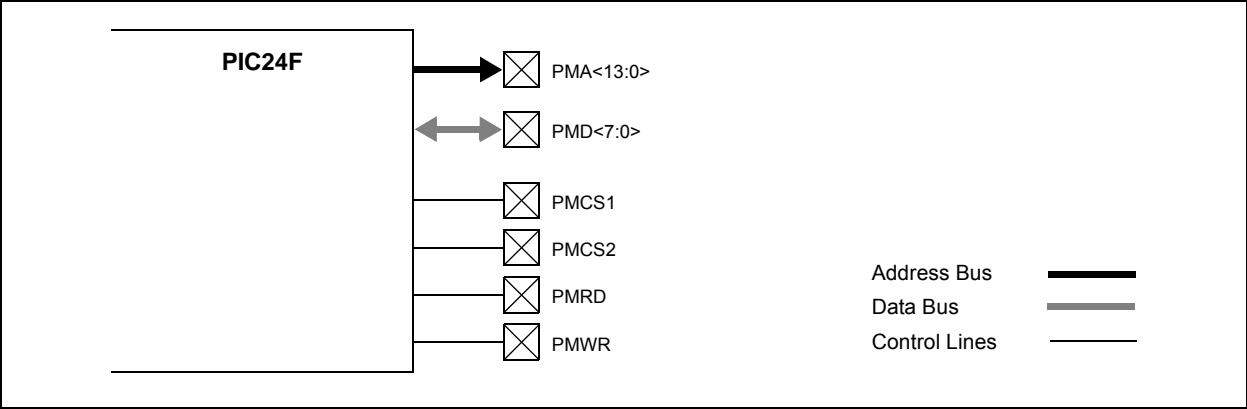 PIC24F
PMA<13:0>
PMD<7:0>
PMCS1
PMCS2
PMRD
PMWR
Address Bus
Data Bus
Control Lines